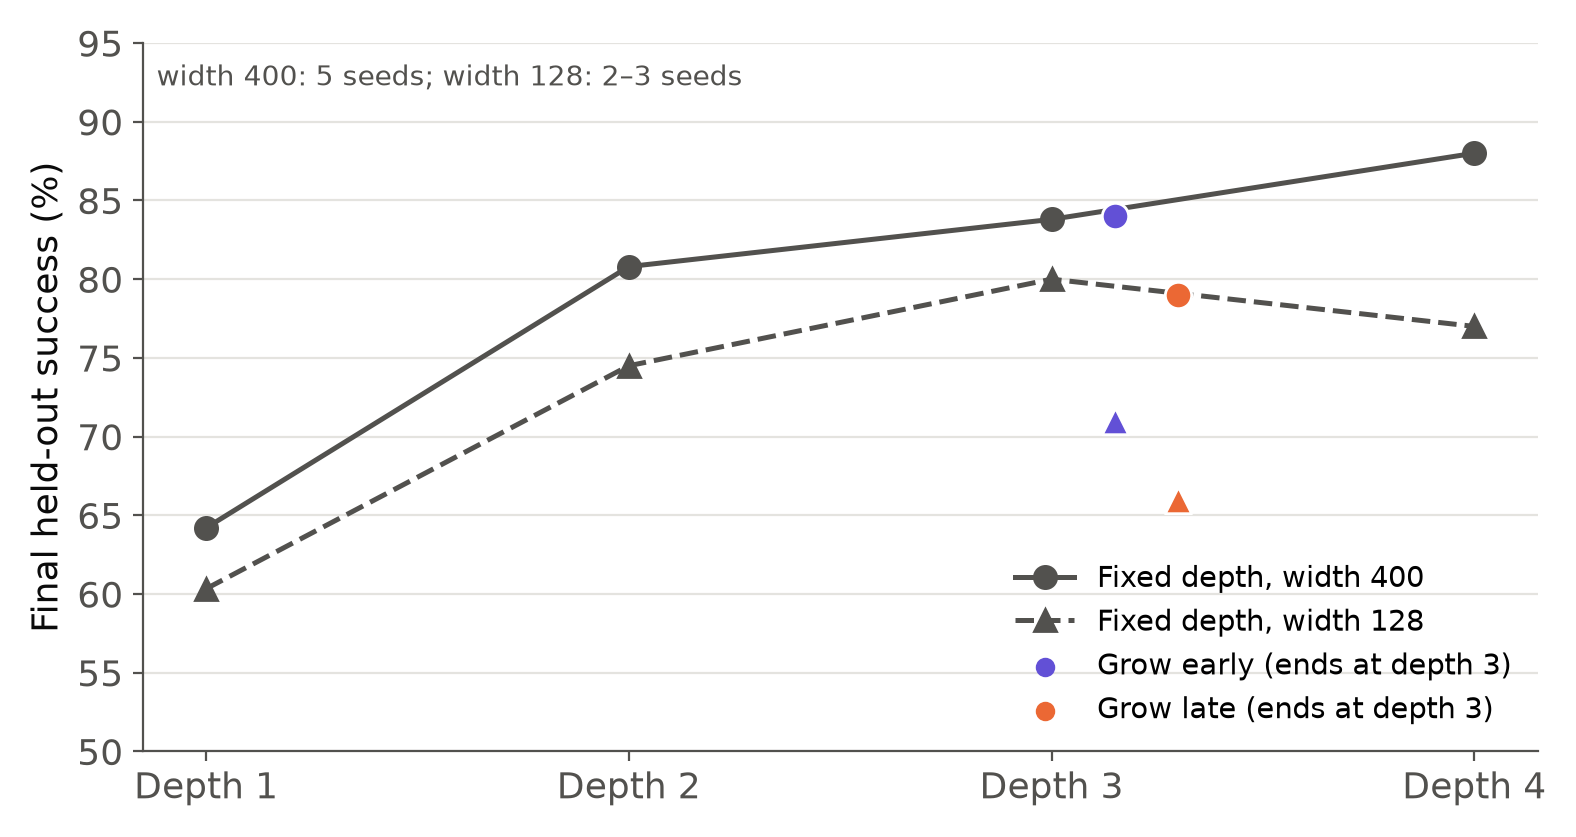 Final held-out success (%)
95
90
85
80
75
70
65
60
55
50
width 400: 5 seeds; width 128: 2–3 seeds
Fixed depth, width 400
Fixed depth, width 128
Grow early (ends at depth 3)
Grow late (ends at depth 3)
Depth 1
Depth 2
Depth 3
Depth 4